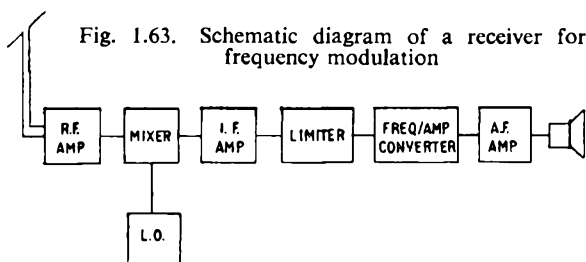 Fig. 1.63. Schematic diagram of a receiver for
frequency modulation
R.F.
AMP
MIXER
I.F.
AMP
LIMITER
FREQ/AMP
CONVERTER
A.F.
AMP
L.O.